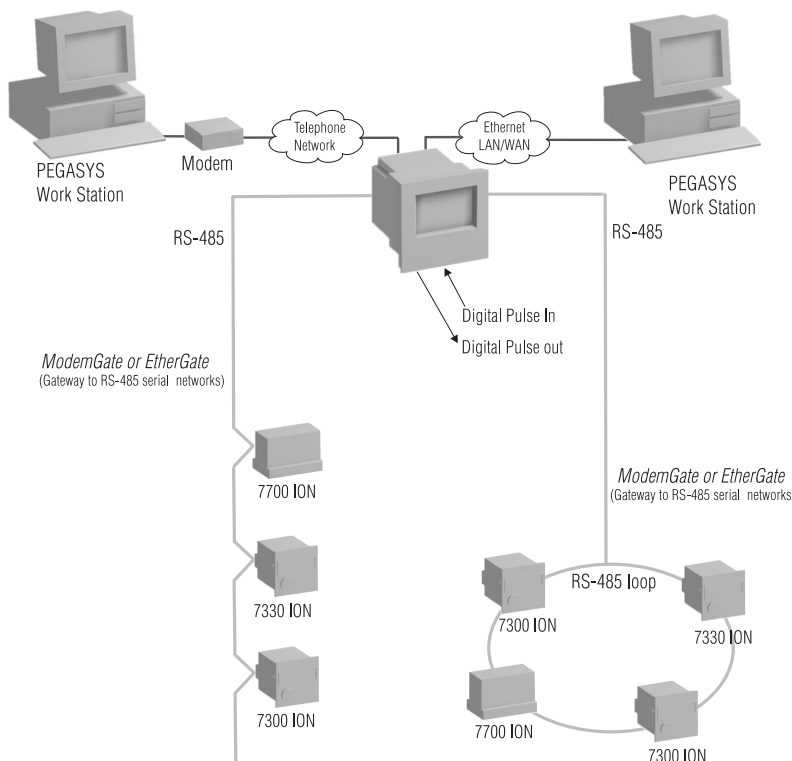 Telephone
Network
Ethernet
LAN/WAN
Modem
PEGASYS
Work Station
PEGASYS
Work Station
RS-485
RS-485
Digital Pulse In
Digital Pulse out
ModemGate or EtherGate
(Gateway to RS-485 serial networks)
7700 ION
7330 ION
7300 ION
ModemGate or EtherGate
(Gateway to RS-485 serial networks
RS-485 loop
7300 ION
7330 ION
7700 ION
7300 ION